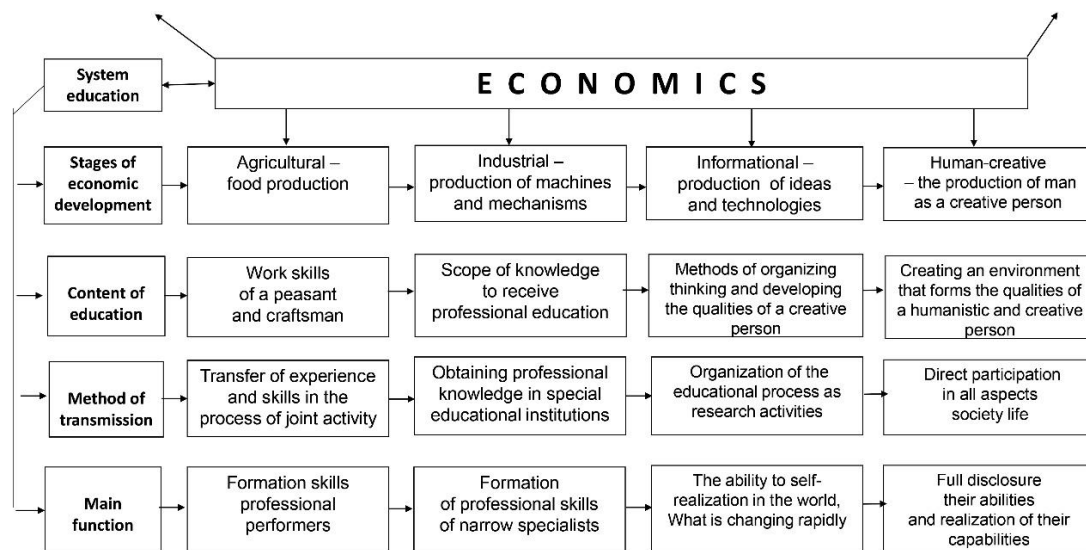 System
education
ECONOMICS
Stages of
economic
development
Agricultural –
food production
Industrial –
production of machines
and mechanisms
Informational –
production of ideas
and technologies
Human-creative
– the production of man
as a creative person
Content of
education
Work skills
of a peasant
and craftsman
Scope of knowledge
to receive
professional education
Methods of organizing
thinking and developing
the qualities of a creative
person
Creating an environment
that forms the qualities of
a humanistic and creative
person
Method of
transmission
Transfer of experience
and skills in the
process of joint activity
Obtaining professional
knowledge in special
educational institutions
Organization of the
educational process as
research activities
Direct participation
in all aspects
society life
Main
function
Formation skills
professional
performers
Formation
of professional skills
of narrow specialists
The ability to self-
realization in the world,
What is changing rapidly
Full disclosure
their abilities
and realization of their
capabilities